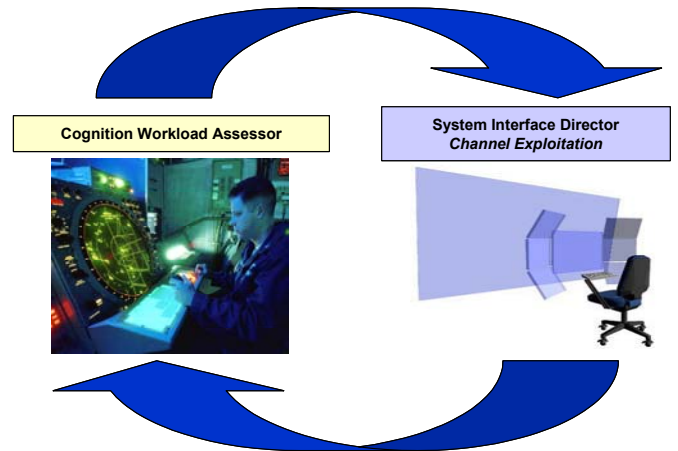 Cognition Workload Assessor
System Interface Director
Channel Exploitation